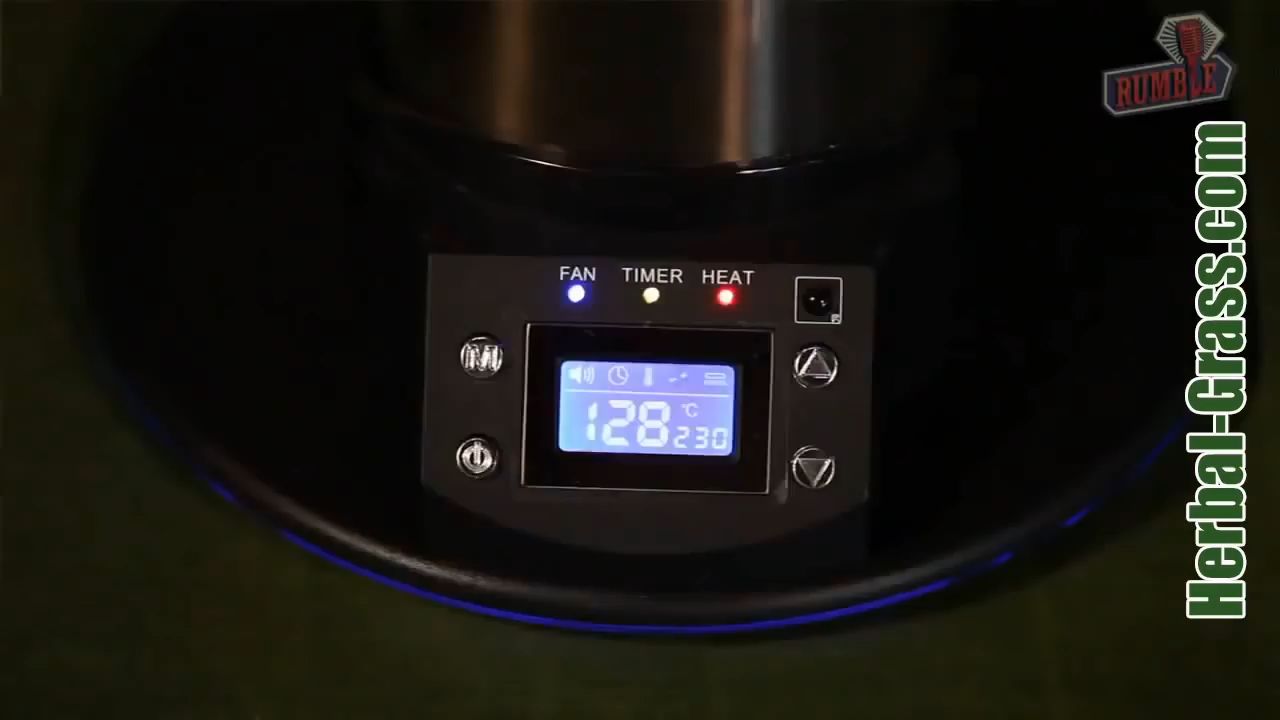 RUMBLE
FAN TIMER HEAT
M
128 °C 230
Herbal-Grass.com